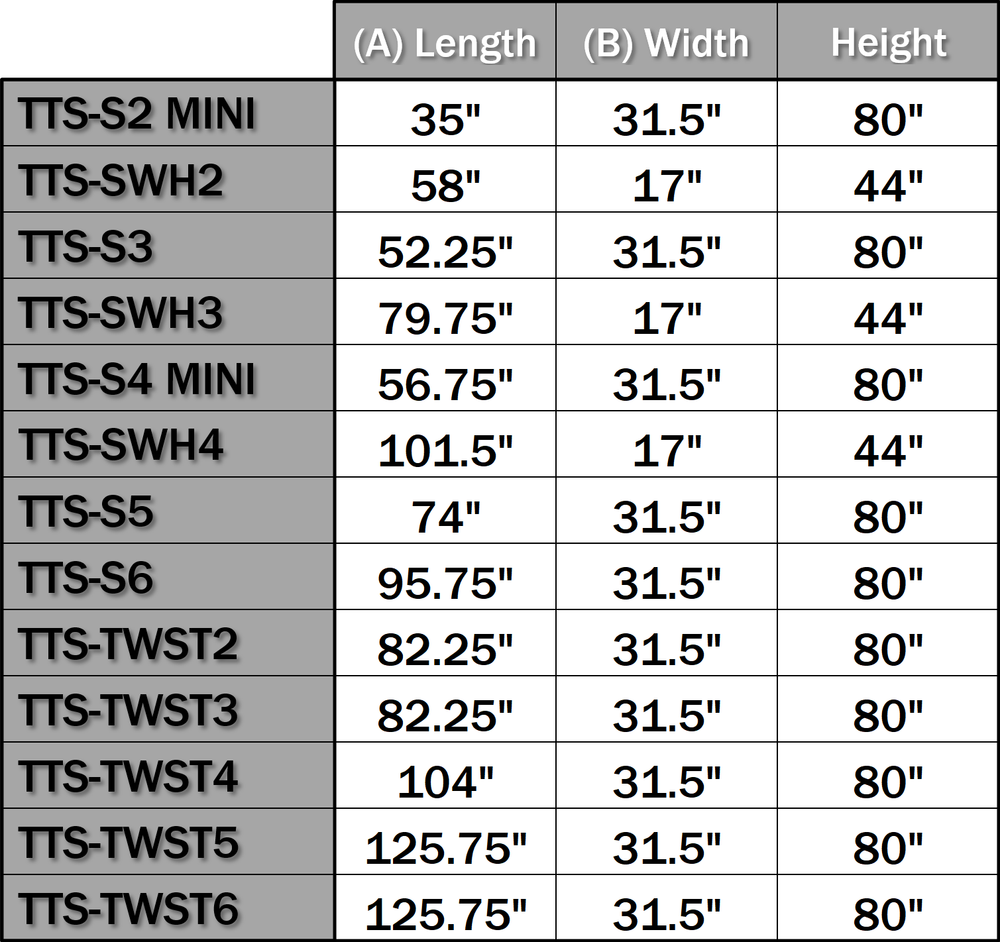 (A) Length (B) Width Height
TTS-S2 MINI 35" 31.5" 80"
TTS-SWH2 58" 17" 44"
TTS-S3 52.25" 31.5" 80"
TTS-SWH3 79.75" 17" 44"
TTS-S4 MINI 56.75" 31.5" 80"
TTS-SWH4 101.5" 17" 44"
TTS-S5 74" 31.5" 80"
TTS-S6 95.75" 31.5" 80"
TTS-TWST2 82.25" 31.5" 80"
TTS-TWST3 82.25" 31.5" 80"
TTS-TWST4 104" 31.5" 80"
TTS-TWST5 125.75" 31.5" 80"
TTS-TWST6 125.75" 31.5" 80"